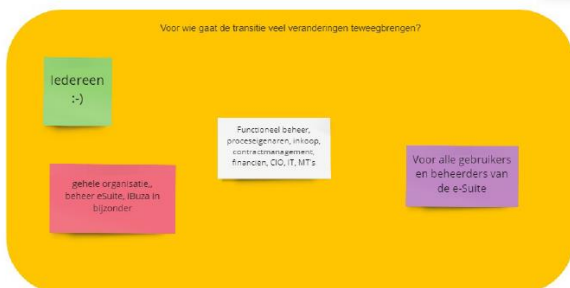 Voor wie gaat de transitie veel veranderingen teweegbrengen?
Iedereen
:-)
Functioneel beheer,
proceseigenaren, inkoop,
contractmanagement,
financiën, CIO, IT, MT's
gehele organisatie,
beheer eSuite, iBuza in
bijzonder
Voor alle gebruikers
en beheerders van
de e-Suite